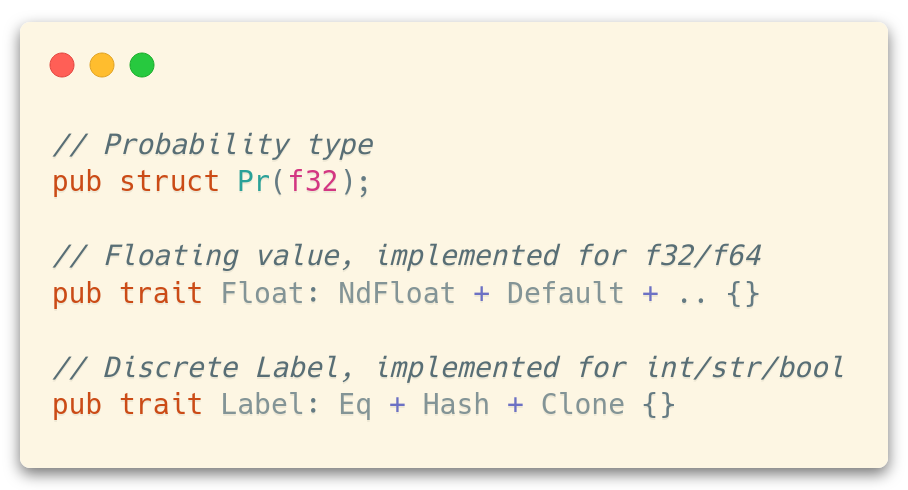 // Probability type
pub struct Pr(f32);
// Floating value, implemented for f32/f64
pub trait Float: NdFloat + Default + .. {}
// Discrete Label, implemented for int/str/bool
pub trait Label: Eq + Hash + Clone {}